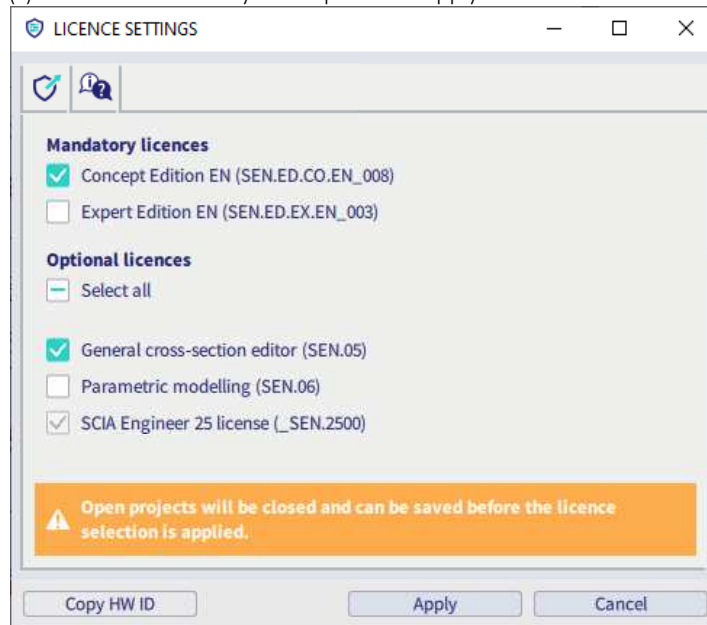 LICENCE SETTINGS
Mandatory licences
Concept Edition EN (SEN.ED.CO.EN_008)
Expert Edition EN (SEN.ED.EX.EN_003)
Optional licences
Select all
General cross-section editor (SEN.05)
Parametric modelling (SEN.06)
SCIA Engineer 25 license (_SEN.2500)
Open projects will be closed and can be saved before the licence
selection is applied.
Copy HW ID
Apply
Cancel